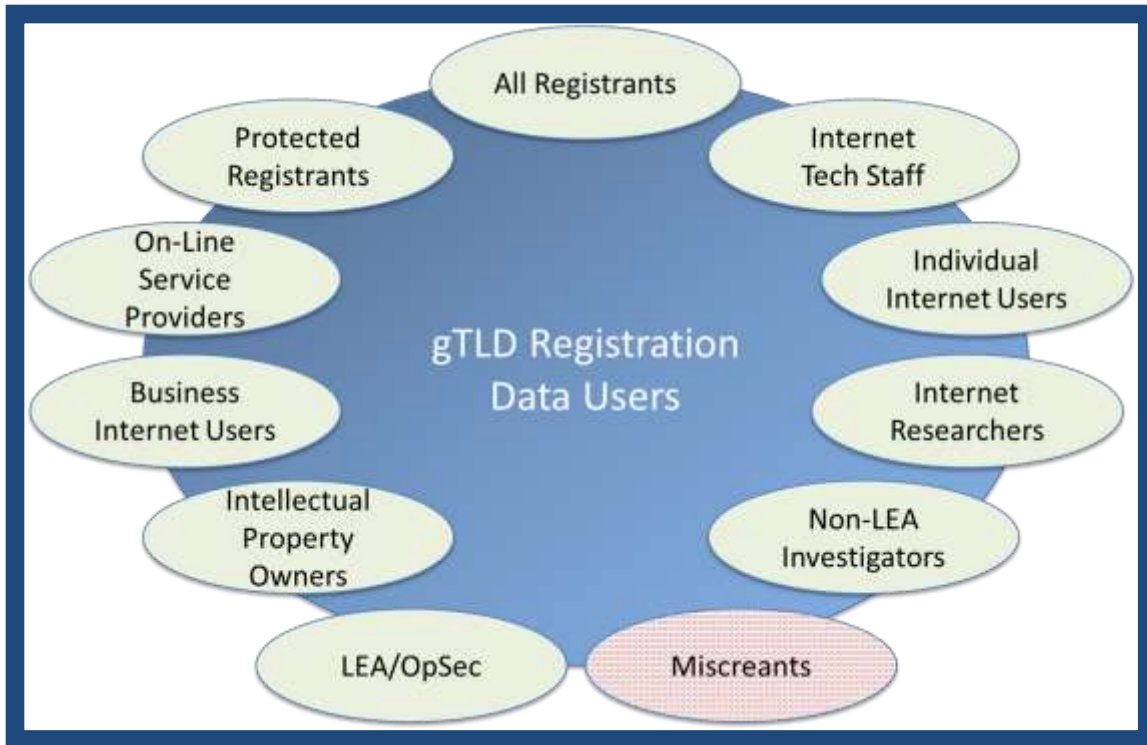 All Registrants
Protected
Registrants
Internet
Tech Staff
On-Line
Service
Providers
Individual
Internet Users
gTLD Registration
Data Users
Business
Internet Users
Internet
Researchers
Intellectual
Property
Owners
Non-LEA
Investigators
LEA/OpSec
Miscreants